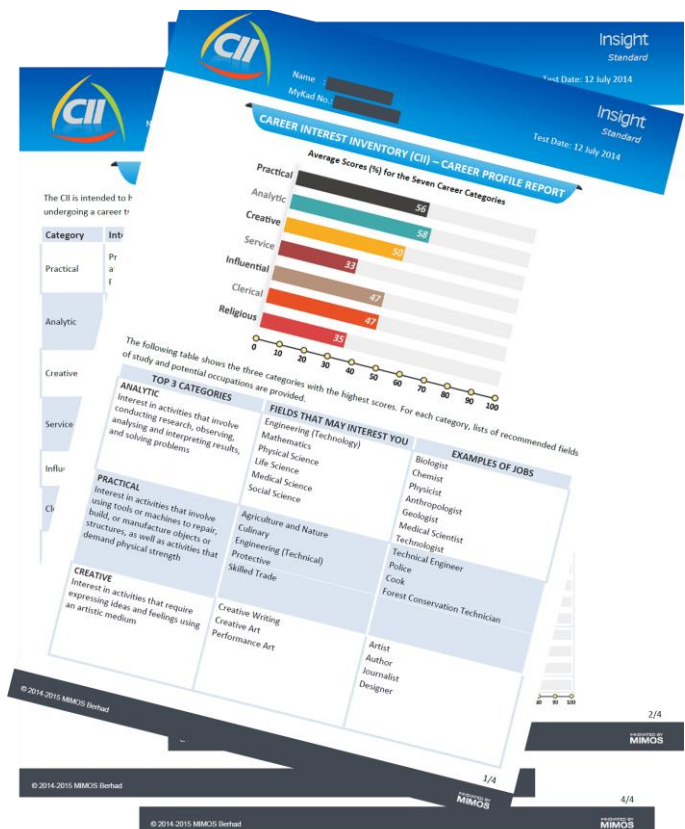 Insight
Standard
Test Date: 12 July 2014
CII
Name :
MyKad No.:
Insight
Standard
Test Date: 12 July 2014
CAREER INTEREST INVENTORY (CII) – CAREER PROFILE REPORT
Average Scores (%) for the Seven Career Categories
Practical 56
Analytic 58
Creative 50
Service 33
Influential 47
Clerical 47
Religious 35
0 10 20 30 40 50 60 70 80 90 100
The following table shows the three categories with the highest scores. For each category, lists of recommended fields
of study and potential occupations are provided.
TOP 3 CATEGORIES
FIELDS THAT MAY INTEREST YOU
EXAMPLES OF JOBS
ANALYTIC
Interest in activities that involve
conducting research, observing,
analysing and interpreting results,
and solving problems
Engineering (Technology)
Mathematics
Physical Science
Life Science
Medical Science
Social Science
Biologist
Chemist
Physicist
Anthropologist
Geologist
Medical Scientist
Technologist
PRACTICAL
Interest in activities that involve
using tools or machines to repair,
build, or manufacture objects or
structures, as well as activities that
demand physical strength
Agriculture and Nature
Culinary
Engineering (Technical)
Protective
Skilled Trade
Technical Engineer
Police
Cook
Forest Conservation Technician
CREATIVE
Interest in activities that require
expressing ideas and feelings using
an artistic medium
Creative Writing
Creative Art
Performance Art
Artist
Author
Journalist
Designer
© 2014-2015 MIMOS Berhad
1/4
INNOVATED BY
MIMOS
CII
The CII is intended to h
undergoing a career t
Category
Practical
Analytic
Creative
Service
Influ
Cl
© 2014-2015 MIMOS Berhad
90 100
2/4
INNOVATED BY
MIMOS
4/4
© 2014-2015 MIMOS Berhad
INNOVATED BY
MIMOS